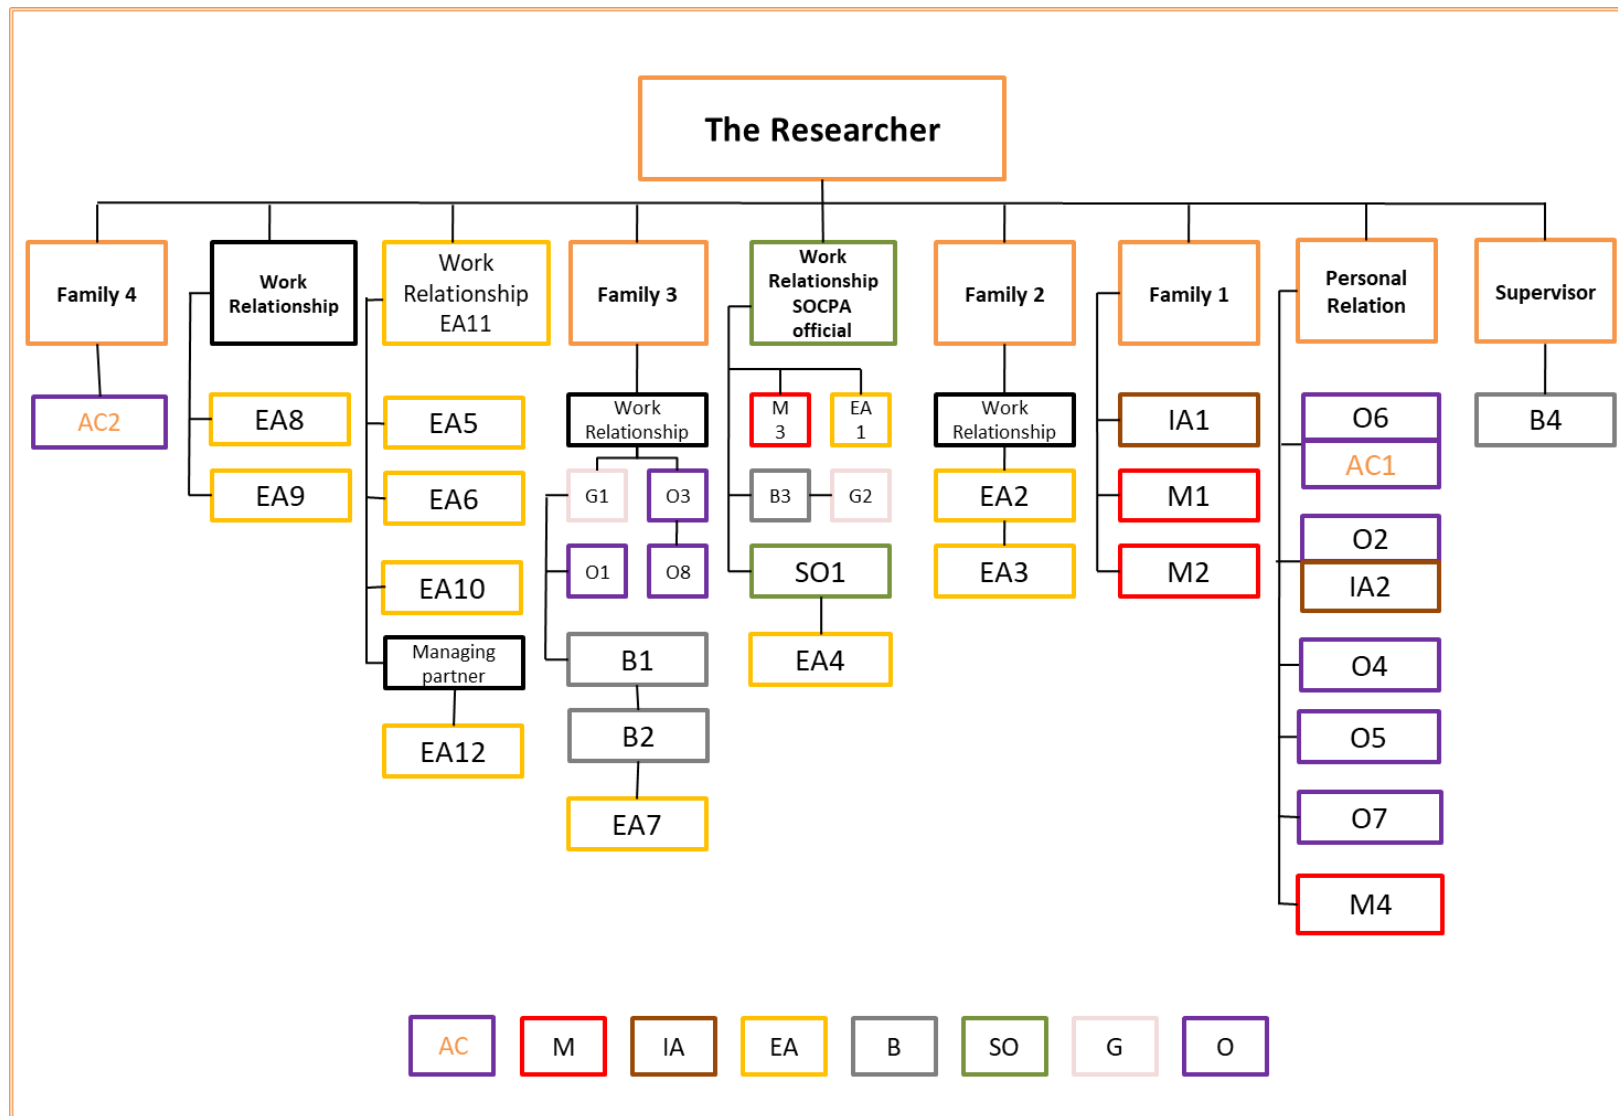 The Researcher
Family 4
Work
Relationship
Work
Relationship
EA11
Family 3
Work
Relationship
SOCPA
official
Family 2
Family 1
Personal
Relation
Supervisor
AC2
EA8
EA9
EA5
EA6
EA10
Managing
partner
EA12
Work
Relationship
G1
O3
O1
O8
B1
B2
EA7
M
3
EA
1
B3
G2
SO1
EA4
Work
Relationship
EA2
EA3
IA1
M1
M2
O6
AC1
O2
IA2
O4
O5
O7
M4
B4
AC
M
IA
EA
B
SO
G
O